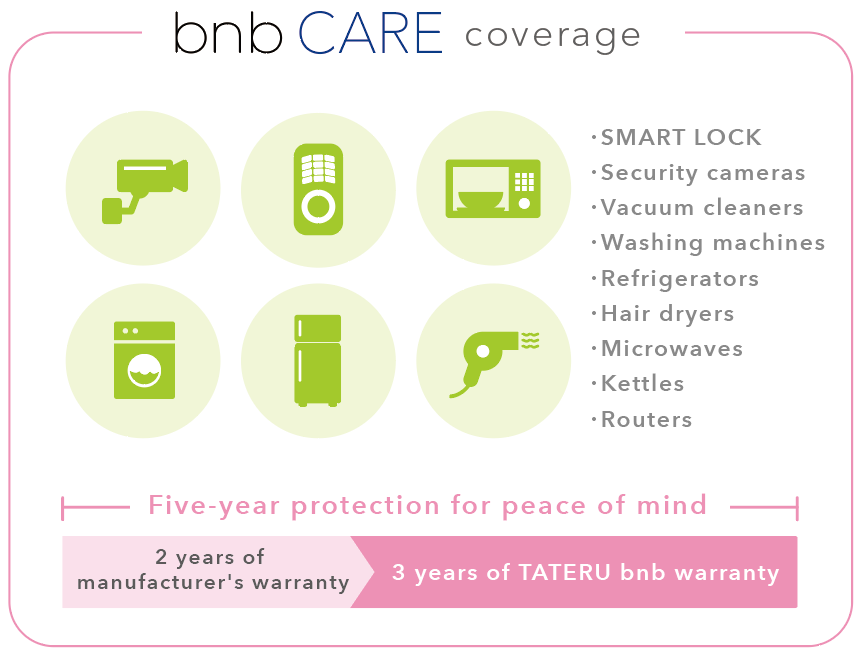 bnb CARE coverage
・SMART LOCK
・Security cameras
・Vacuum cleaners
・Washing machines
・Refrigerators
・Hair dryers
・Microwaves
・Kettles
・Routers
Five-year protection for peace of mind
2 years of
manufacturer's warranty
3 years of TATERU bnb warranty